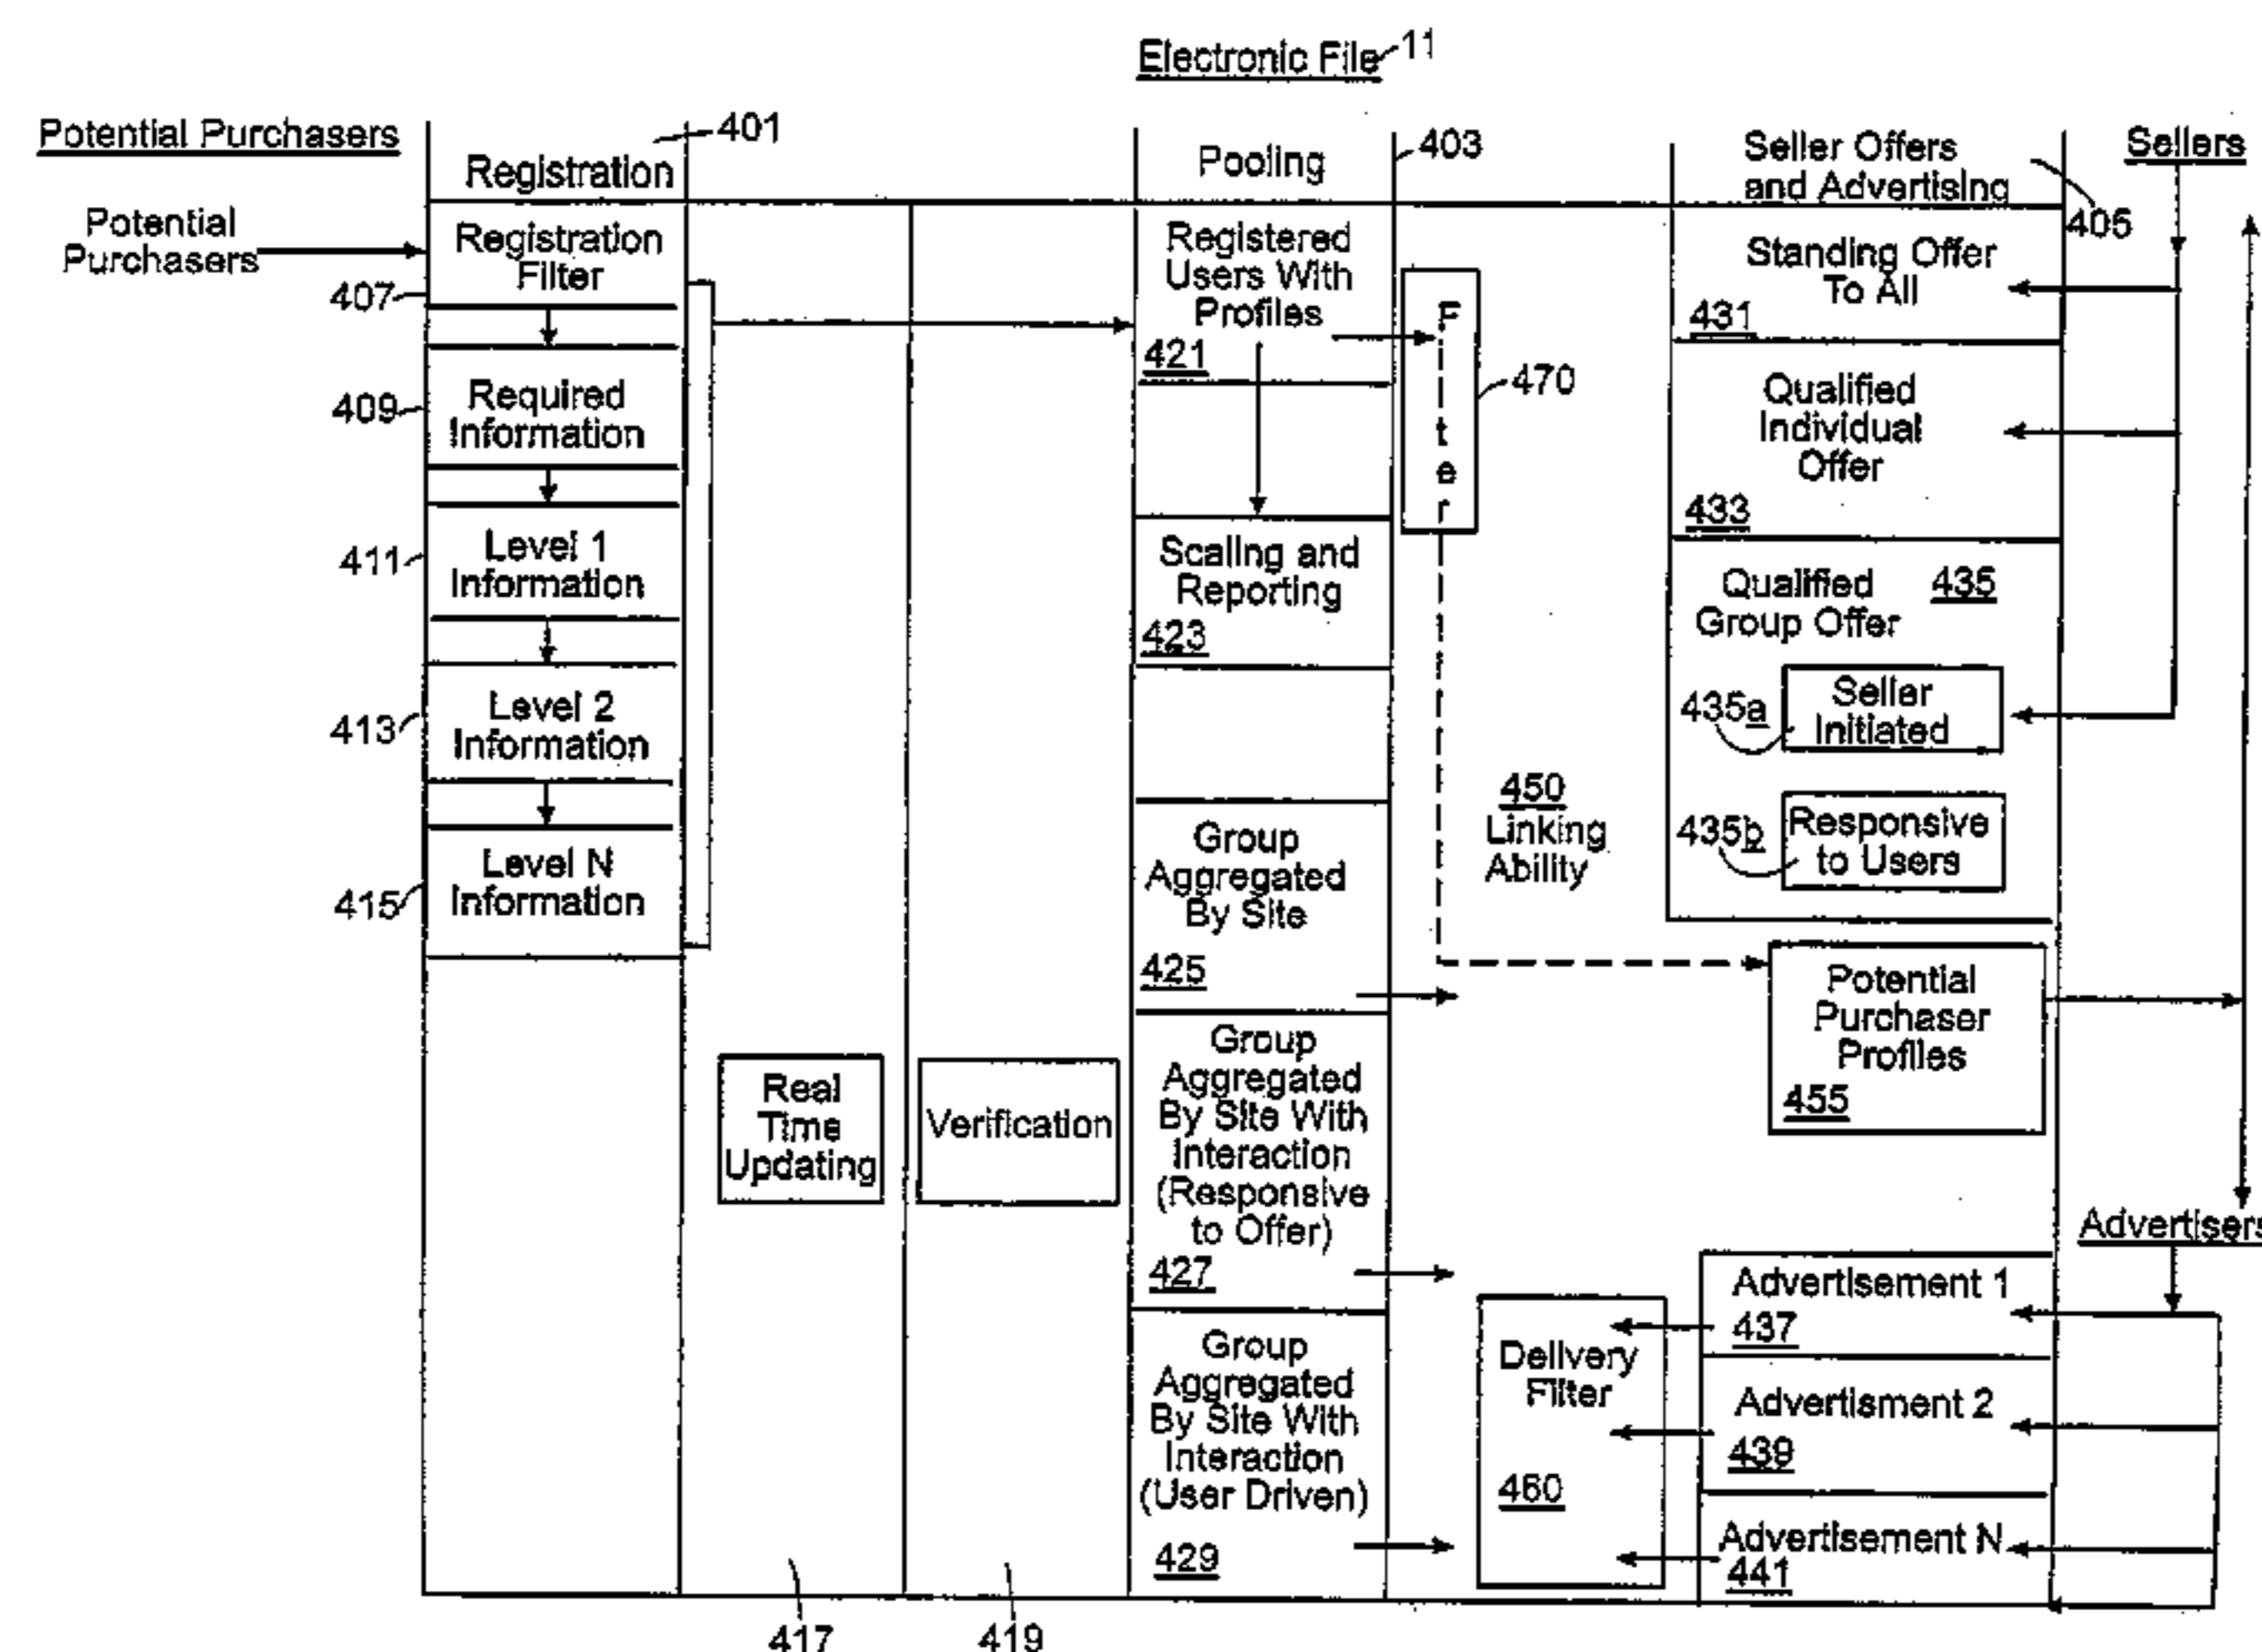 Electronic File 11
Potential Purchasers
401
Registration
Pooling
403
Seller Offers
and Advertising
405
Sellers
Potential
Purchasers
407
Registration
Filter
409
Required
Information
411
Level 1
Information
413
Level 2
Information
415
Level N
Information
Real
Time
Updating
417
Verification
419
Registered
Users With
Profiles
421
Scaling and
Reporting
423
Group
Aggregated
By Site
425
Group
Aggregated
By Site With
Interaction
(Responsive
to Offer)
427
Group
Aggregated
By Site With
Interaction
(User Driven)
429
470
450
Linking
Ability
Standing Offer
To All
431
Qualified
Individual
Offer
433
Qualified
Group Offer
435
435a
Seller
Initiated
435b
Responsive
to Users
Potential
Purchaser
Profiles
455
Advertisers
Delivery
Filter
460
Advertisement 1
437
Advertisment 2
439
Advertisement N
441